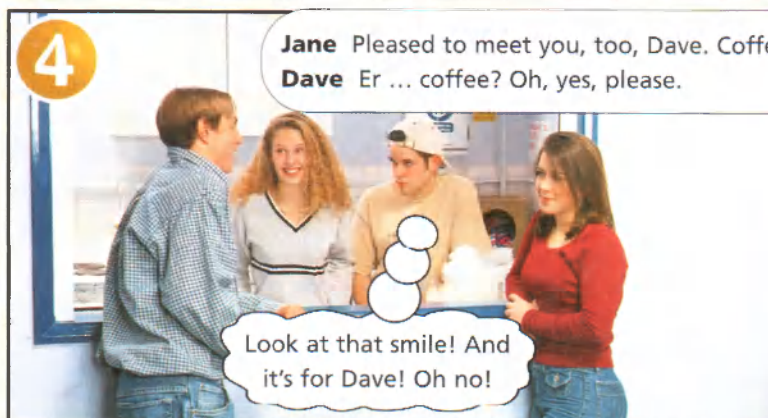 4
Jane Pleased to meet you, too, Dave.
Dave Er ... coffee? Oh, yes, please.
Look at that smile! And
it's for Dave! Oh no!